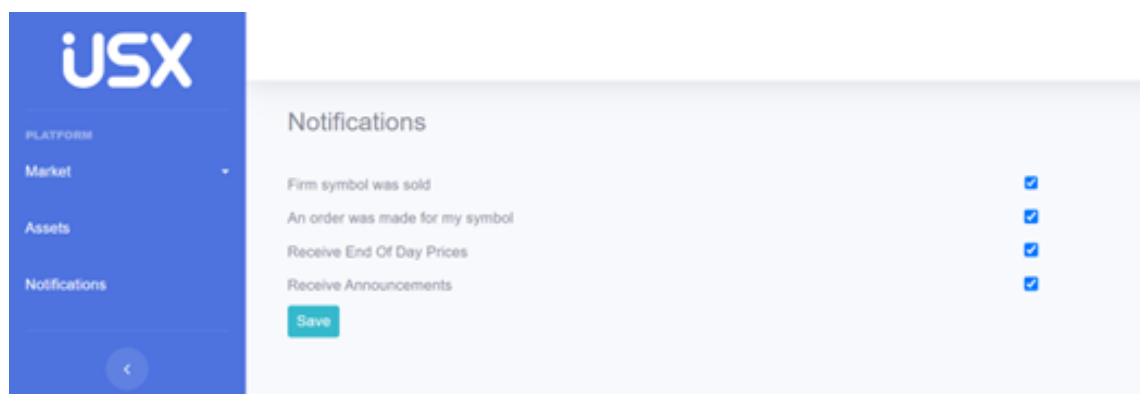 iUSX
PLATFORM
Market
Assets
Notifications
Notifications
Firm symbol was sold
An order was made for my symbol
Receive End Of Day Prices
Receive Announcements
Save